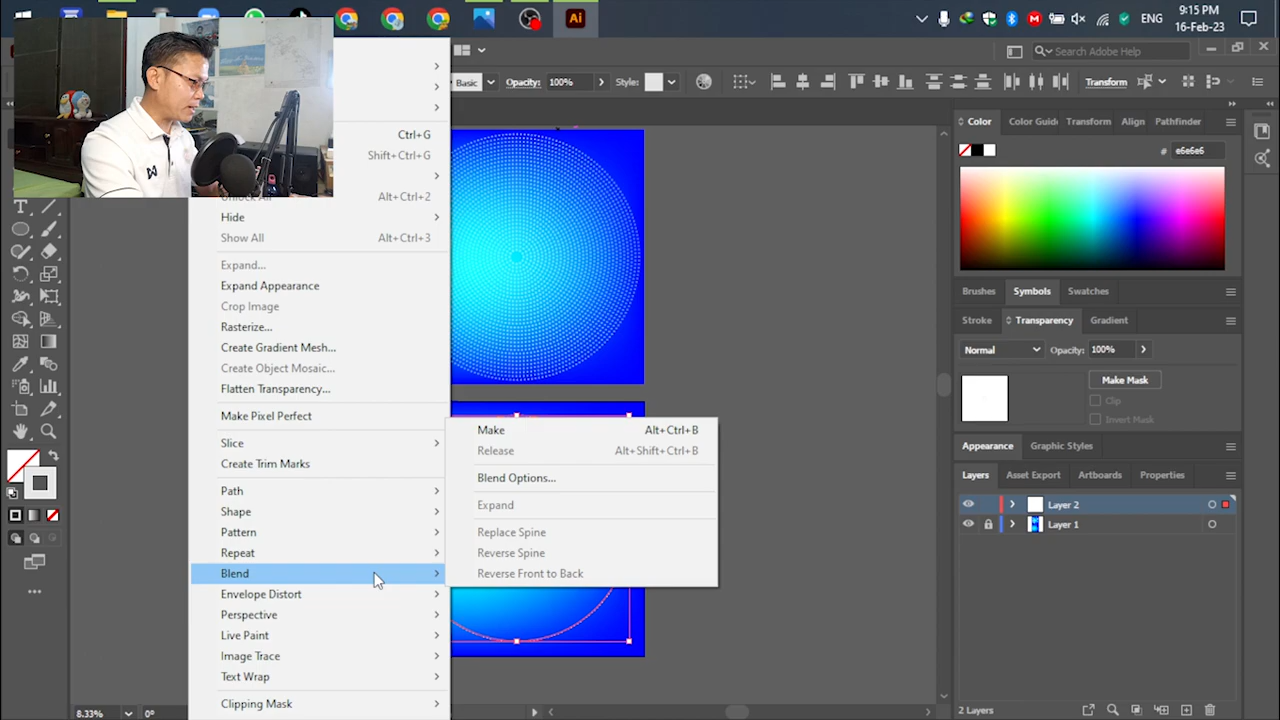 9:15 PM
ENG
16-Feb-23
Ai
Search Adobe Help
Basic
Opacity:
100%
Style:
Transform
Color
Color Guide
Transform
Align
Pathfinder
# e6e6e6
Brushes
Symbols
Swatches
Stroke
Transparency
Gradient
Normal
Opacity:
100%
Make Mask
Clip
Invert Mask
Appearance
Graphic Styles
Layers
Asset Export
Artboards
Properties
Layer 2
Layer 1
2 Layers
Ctrl+G
Shift+Ctrl+G
Unlock All
Alt+Ctrl+2
Hide
Show All
Alt+Ctrl+3
Expand...
Expand Appearance
Crop Image
Rasterize...
Create Gradient Mesh...
Create Object Mosaic...
Flatten Transparency...
Make Pixel Perfect
Slice
Create Trim Marks
Path
Shape
Pattern
Repeat
Blend
Envelope Distort
Perspective
Live Paint
Image Trace
Text Wrap
Clipping Mask
Make
Alt+Ctrl+B
Release
Alt+Shift+Ctrl+B
Blend Options...
Expand
Replace Spine
Reverse Spine
Reverse Front to Back
8.33%
0°